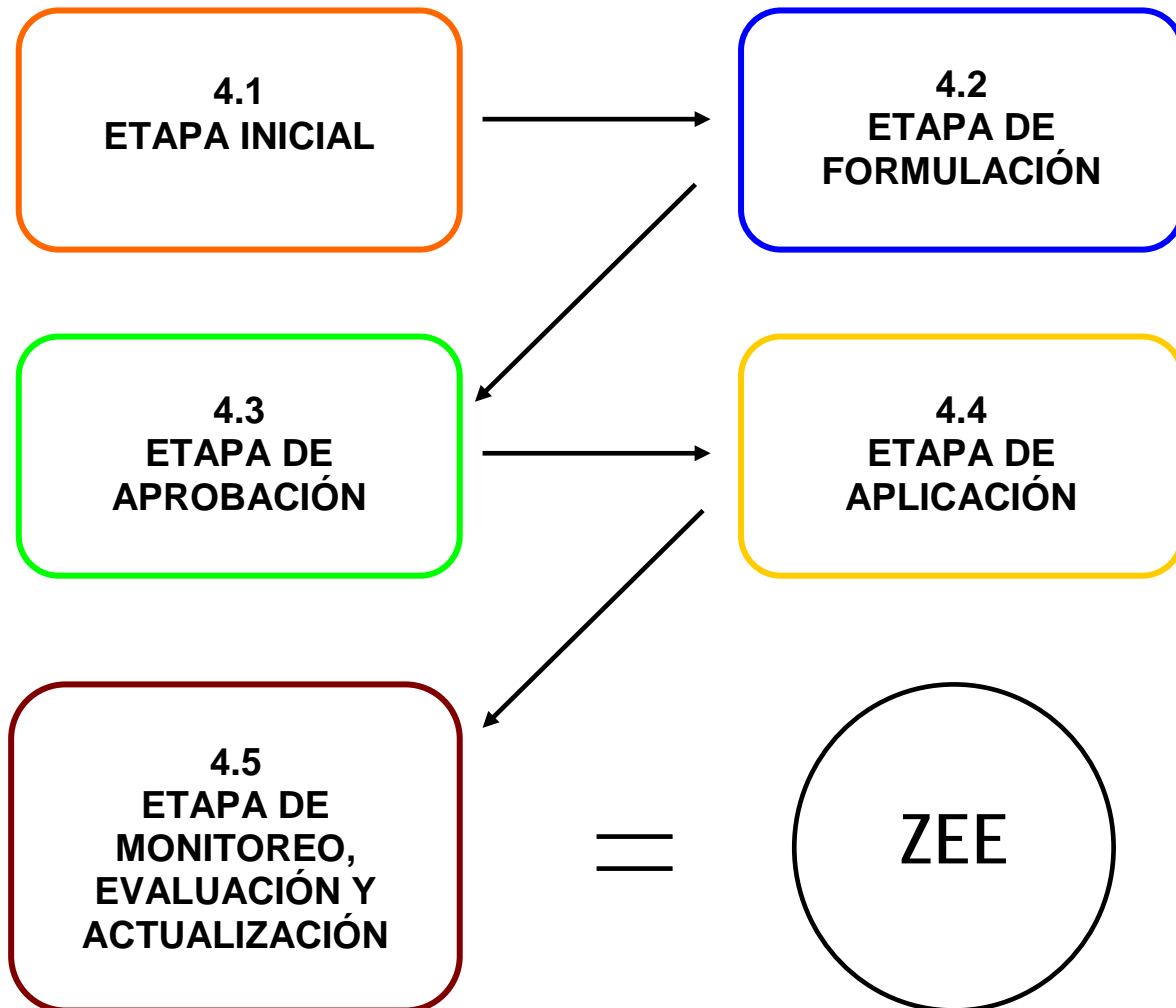 4.1
ETAPA INICIAL
4.2
ETAPA DE
FORMULACIÓN
4.3
ETAPA DE
APROBACIÓN
4.4
ETAPA DE
APLICACIÓN
4.5
ETAPA DE
MONITOREO,
EVALUACIÓN Y
ACTUALIZACIÓN
=
ZEE